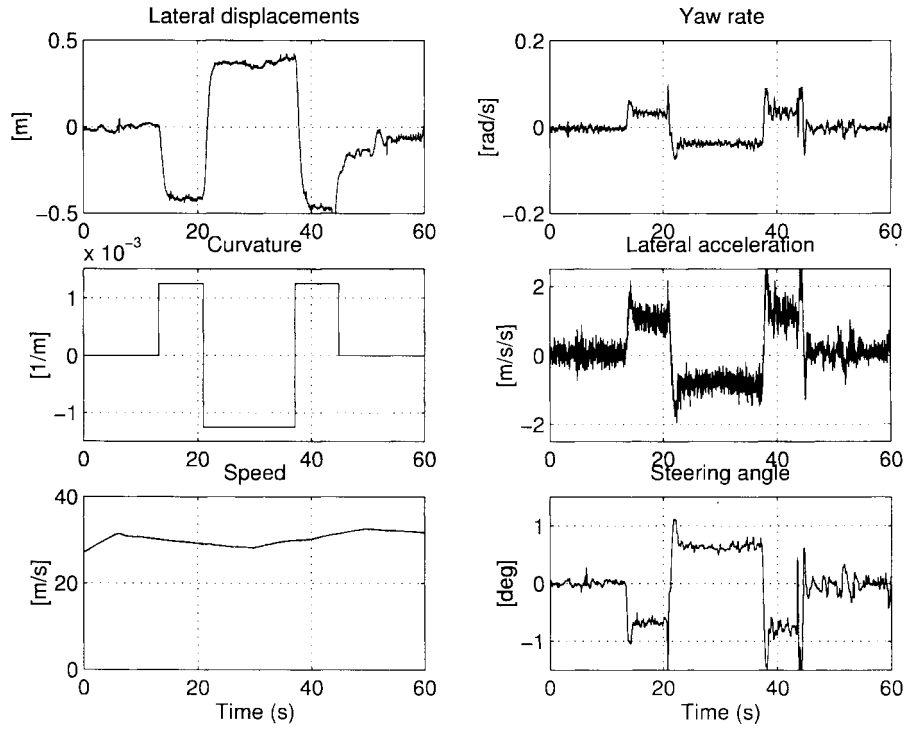 Lateral displacements
0.5
0
−0.5
[m]
0 20 40 60
Yaw rate
0.2
0
−0.2
[rad/s]
0 20 40 60
x 10−3
Curvature
1
0
−1
[1/m]
0 20 40 60
Lateral acceleration
2
0
−2
[m/s/s]
0 20 40 60
Speed
40
20
0
[m/s]
0 20 40 60
Time (s)
Steering angle
1
0
−1
[deg]
0 20 40 60
Time (s)